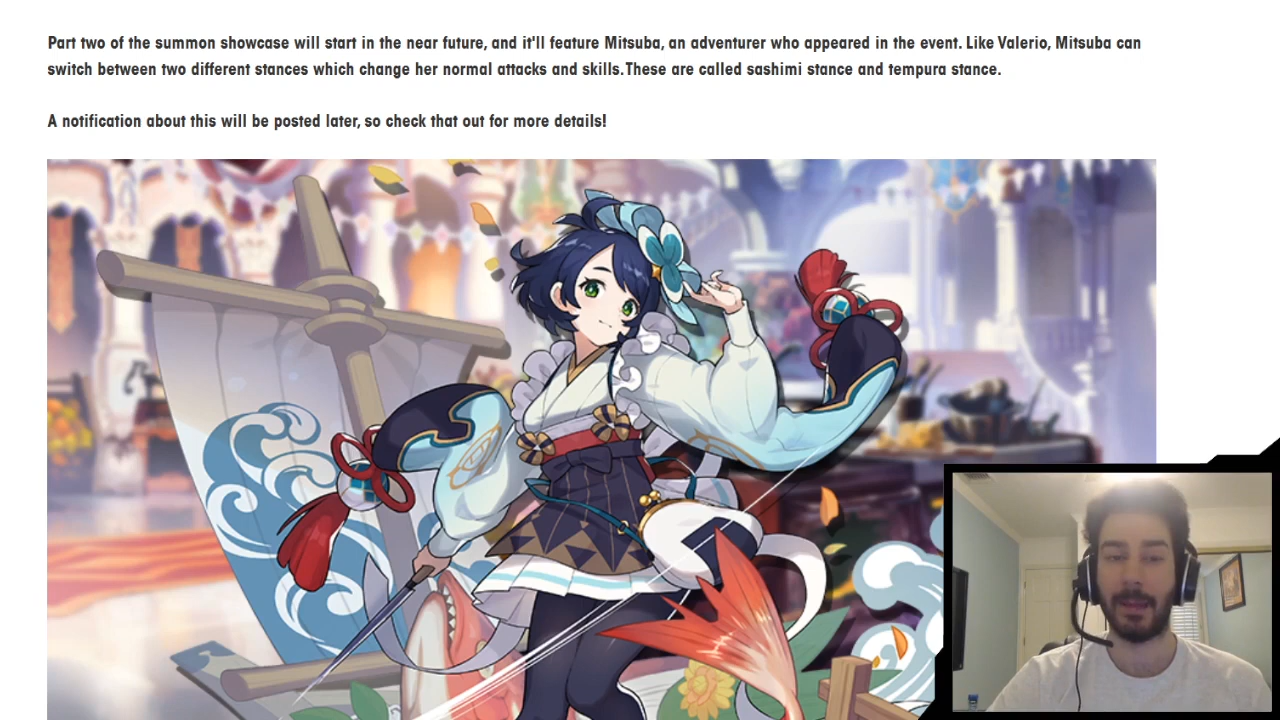 Part two of the summon showcase will start in the near future, and it'll feature Mitsuba, an adventurer who appeared in the event. Like Valerio, Mitsuba can
switch between two different stances which change her normal attacks and skills.These are called sashimi stance and tempura stance.
A notification about this will be posted later, so check that out for more details!